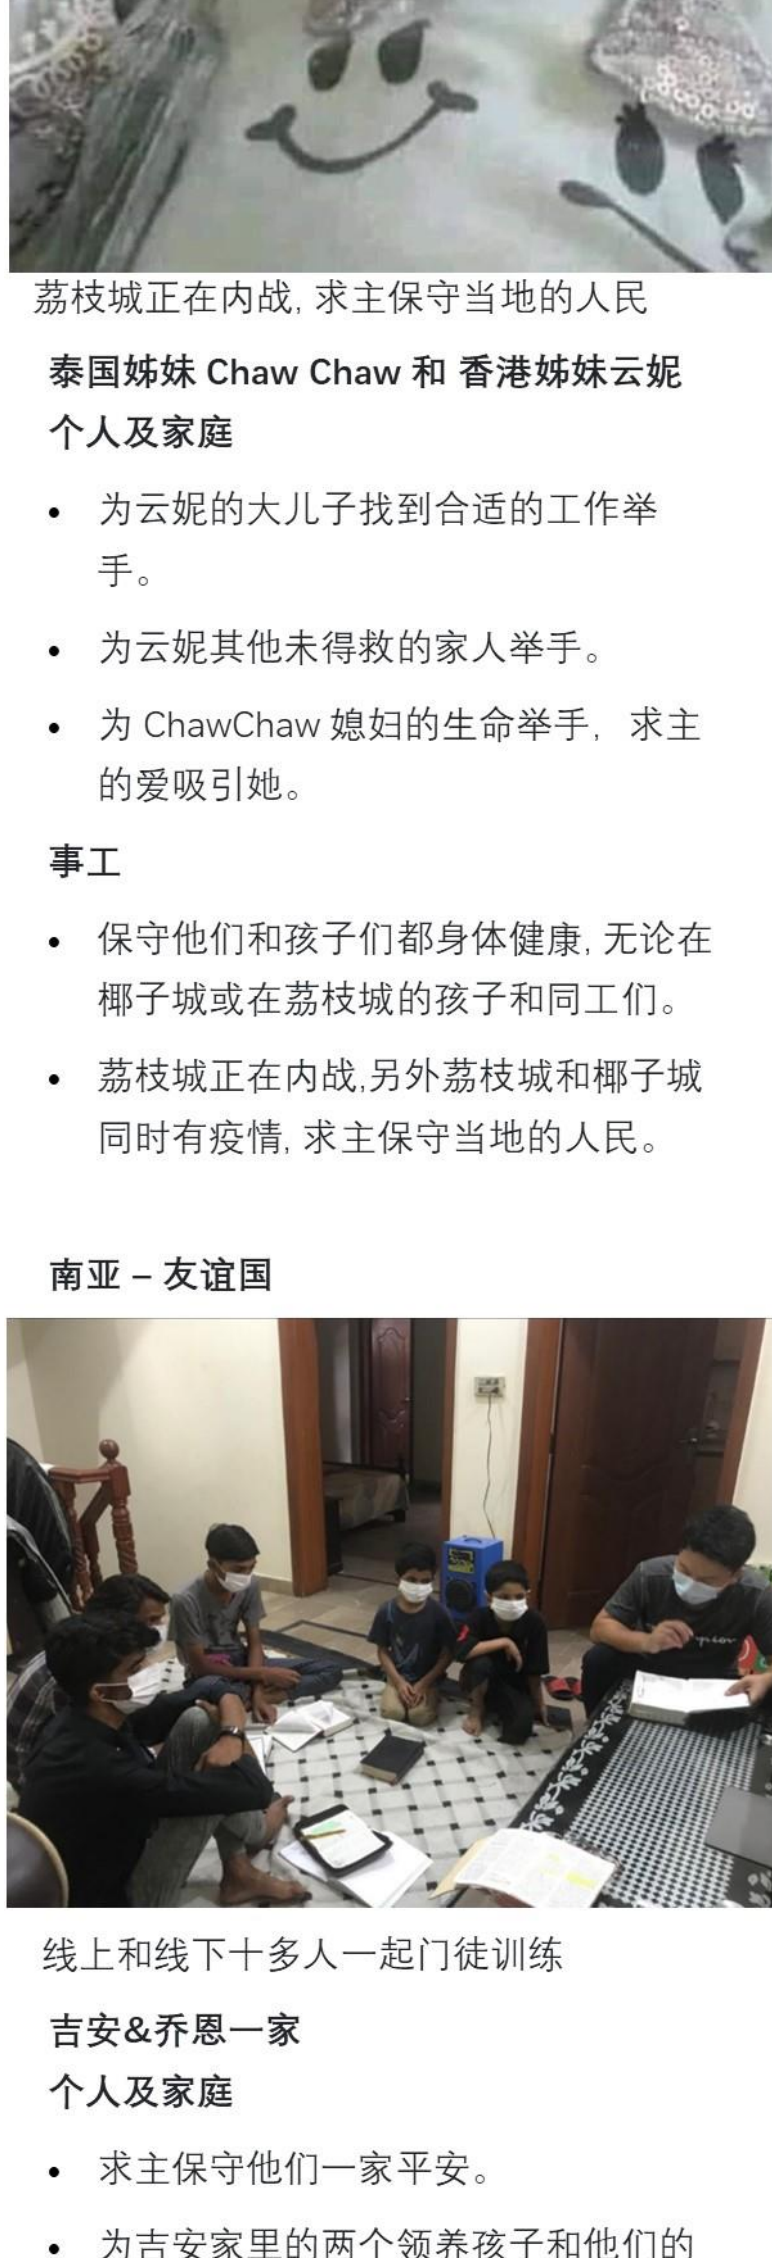 荔枝城正在内战, 求主保守当地的人民
泰国姊妹 Chaw Chaw 和 香港姊妹云妮
个人及家庭
• 为云妮的大儿子找到合适的工作举
手。
• 为云妮其他未得救的家人举手。
• 为 ChawChaw 媳妇的生命举手， 求主
的爱吸引她。
事工
• 保守他们和孩子们都身体健康, 无论在
椰子城或在荔枝城的孩子和同工们。
• 荔枝城正在内战,另外荔枝城和椰子城
同时有疫情, 求主保守当地的人民。
南亚 – 友谊国
线上和线下十多人一起门徒训练
吉安&乔恩一家
个人及家庭
• 求主保守他们一家平安。
• 为吉安家里的两个领养孩子和他们的